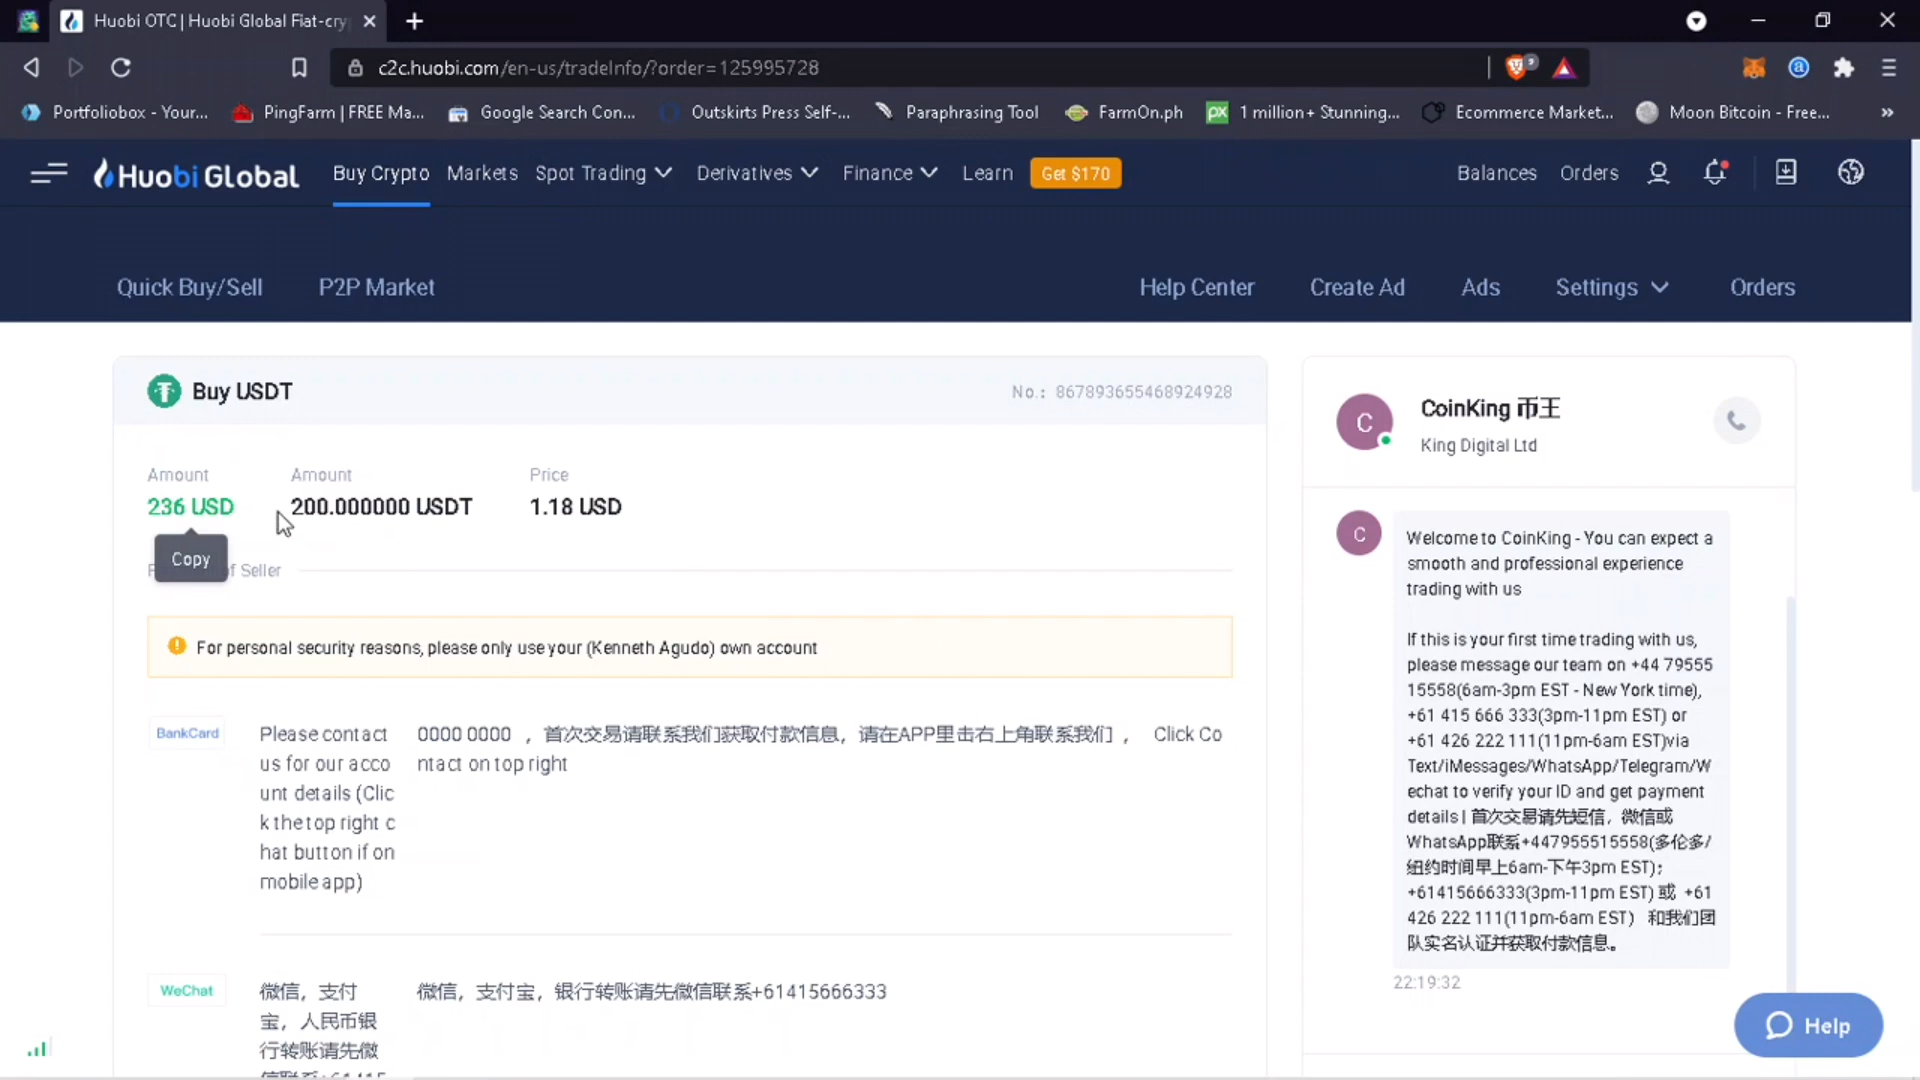 Huobi OTC | Huobi Global Fiat-cry
c2c.huobi.com/en-us/tradeInfo/?order=125995728
Portfoliobox - Your... PingFarm | FREE Ma... Google Search Con... Outskirts Press Self-... Paraphrasing Tool FarmOn.ph px 1 million+ Stunning... Ecommerce Market... Moon Bitcoin - Free... »
Huobi Global Buy Crypto Markets Spot Trading Derivatives Finance Learn Get $170 Balances Orders
Quick Buy/Sell P2P Market Help Center Create Ad Ads Settings Orders
Buy USDT No.: 867893655468924928
Amount Amount Price
236 USD 200.000000 USDT 1.18 USD
Copy
of Seller
For personal security reasons, please only use your (Kenneth Agudo) own account
BankCard
Please contact
us for our acco
unt details (Clic
k the top right c
hat button if on
mobile app)
0000 0000 ，首次交易请联系我们获取付款信息，请在APP里击右上角联系我们， Click Co
ntact on top right
WeChat
微信，支付
宝，人民币银
行转账请先微
信联系+61415
微信，支付宝，银行转账请先微信联系+61415666333
C
CoinKing 币王
King Digital Ltd
C
Welcome to CoinKing - You can expect a
smooth and professional experience
trading with us
If this is your first time trading with us,
please message our team on +44 79555
15558(6am-3pm EST - New York time),
+61 415 666 333(3pm-11pm EST) or
+61 426 222 111(11pm-6am EST)via
Text/iMessages/WhatsApp/Telegram/W
echat to verify your ID and get payment
details | 首次交易请先短信，微信或
WhatsApp联系+447955515558(多伦多/
纽约时间早上6am-下午3pm EST)；
+61415666333(3pm-11pm EST) 或 +61
426 222 111(11pm-6am EST) 和我们团
队实名认证并获取付款信息。
22:19:32
Help